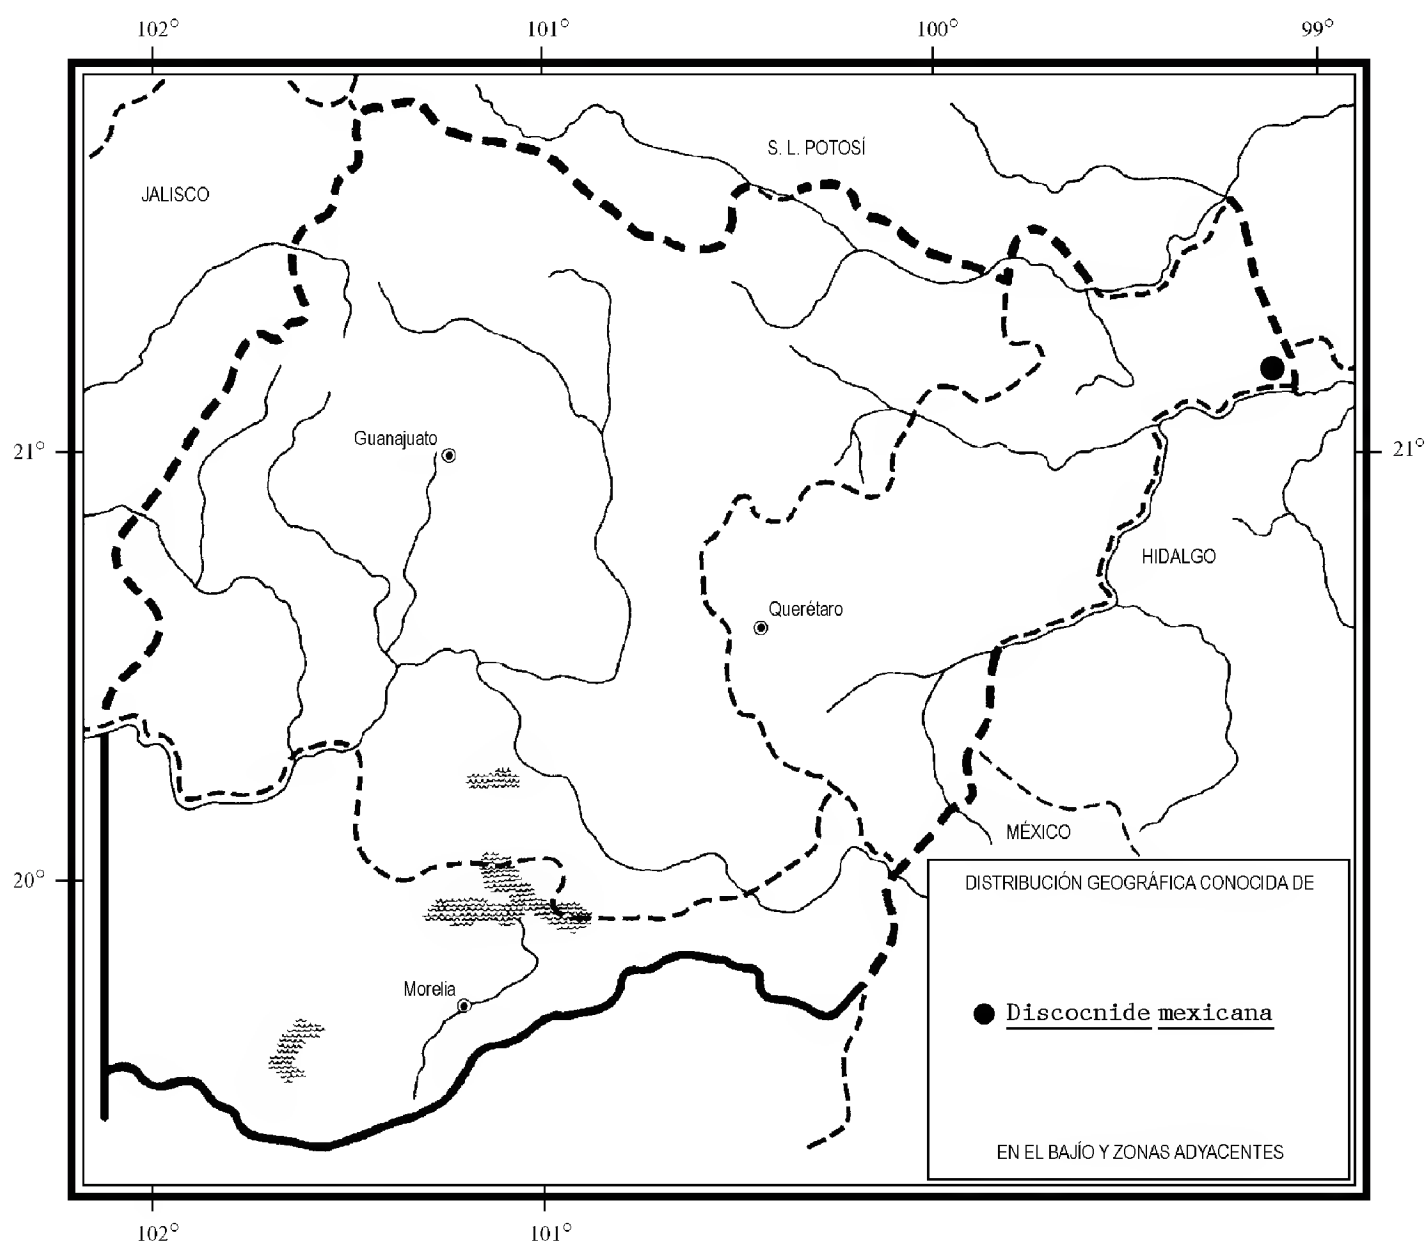 102° 101° 100° 99°
S. L. POTOSÍ
JALISCO
Guanajuato
21° 21°
HIDALGO
Querétaro
MÉXICO
20°
DISTRIBUCIÓN GEOGRÁFICA CONOCIDA DE
Morelia
Discocnide mexicana
EN EL BAJÍO Y ZONAS ADYACENTES
102° 101°